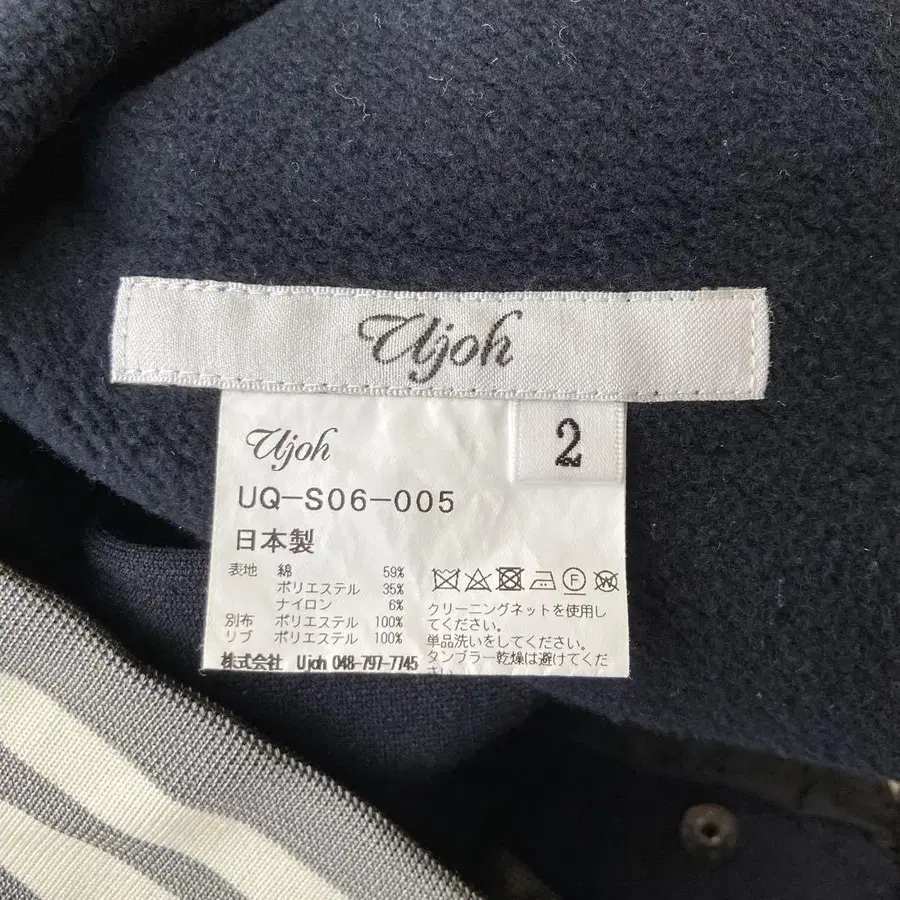 Ujoh
2
Ujoh
UQ-S06-005
日本製
表地 綿 59%
ポリエステル 35%
ナイロン 6%
別布 ポリエステル 100%
リブ ポリエステル 100%
株式会社 Ujoh 048-797-7745
F
W
クリーニングネットを使用し
てください。
単品洗いをしてください。
タンブラー乾燥は避けてくだ